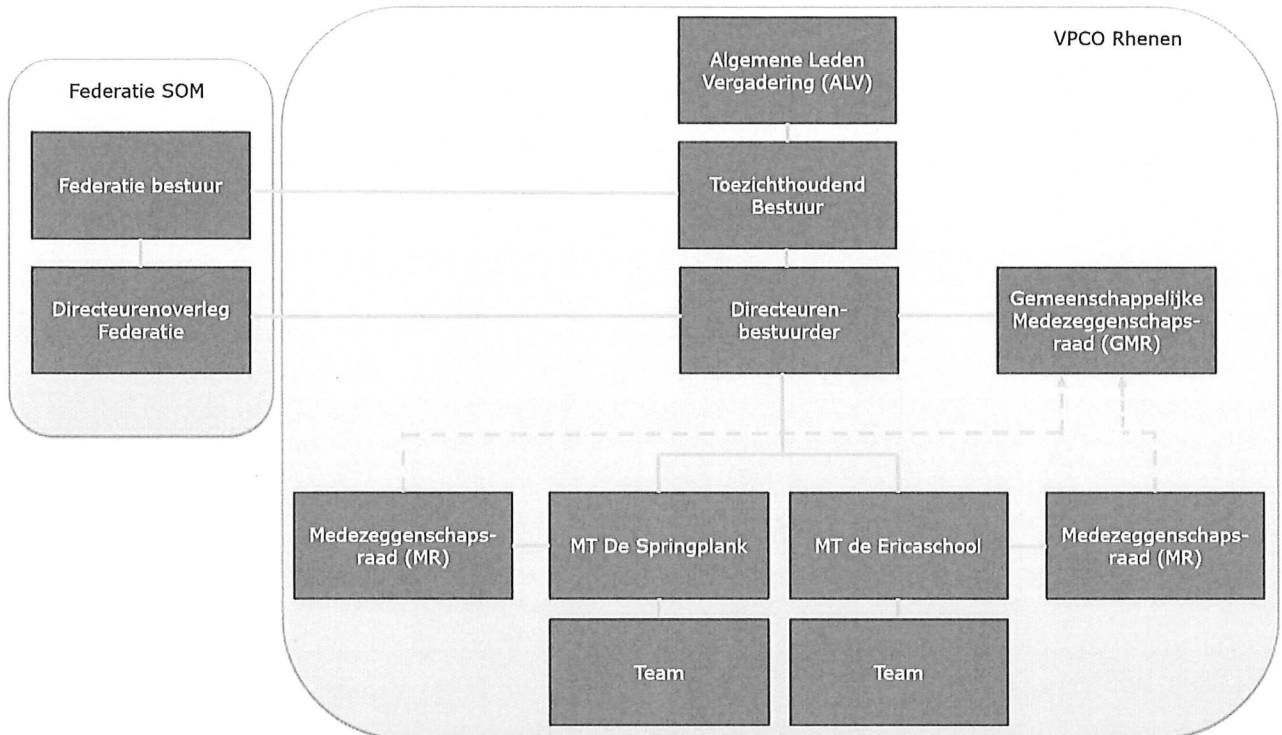 VPCO Rhenen
Federatie SOM
Algemene Leden
Vergadering (ALV)
Federatie bestuur
Toezichthoudend
Bestuur
Directeurenoverleg
Federatie
Directeuren-
bestuurder
Gemeenschappelijke
Medezeggenschaps-
raad (GMR)
Medezeggenschaps-
raad (MR)
MT De Springplank
MT de Ericaschool
Medezeggenschaps-
raad (MR)
Team
Team